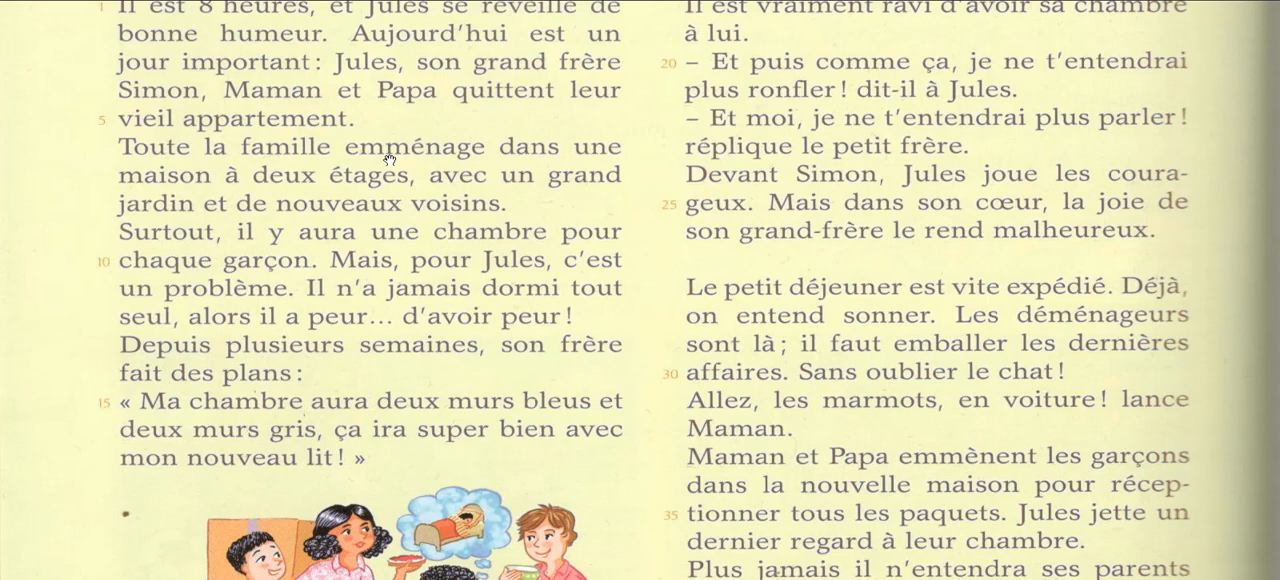 1 Il est 8 heures, et Jules se réveille de
bonne humeur. Aujourd'hui est un
jour important : Jules, son grand frère
Simon, Maman et Papa quittent leur
5 vieil appartement.
Toute la famille emménage dans une
maison à deux étages, avec un grand
jardin et de nouveaux voisins.
Surtout, il y aura une chambre pour
10 chaque garçon. Mais, pour Jules, c'est
un problème. Il n'a jamais dormi tout
seul, alors il a peur… d'avoir peur !
Depuis plusieurs semaines, son frère
fait des plans :
15 « Ma chambre aura deux murs bleus et
deux murs gris, ça ira super bien avec
mon nouveau lit ! »
Il est vraiment ravi d'avoir sa chambre
à lui.
20 – Et puis comme ça, je ne t'entendrai
plus ronfler ! dit-il à Jules.
– Et moi, je ne t'entendrai plus parler !
réplique le petit frère.
Devant Simon, Jules joue les coura-
25 geux. Mais dans son cœur, la joie de
son grand-frère le rend malheureux.
Le petit déjeuner est vite expédié. Déjà,
on entend sonner. Les déménageurs
sont là ; il faut emballer les dernières
30 affaires. Sans oublier le chat !
Allez, les marmots, en voiture ! lance
Maman.
Maman et Papa emmènent les garçons
dans la nouvelle maison pour récep-
35 tionner tous les paquets. Jules jette un
dernier regard à leur chambre.
Plus jamais il n'entendra ses parents